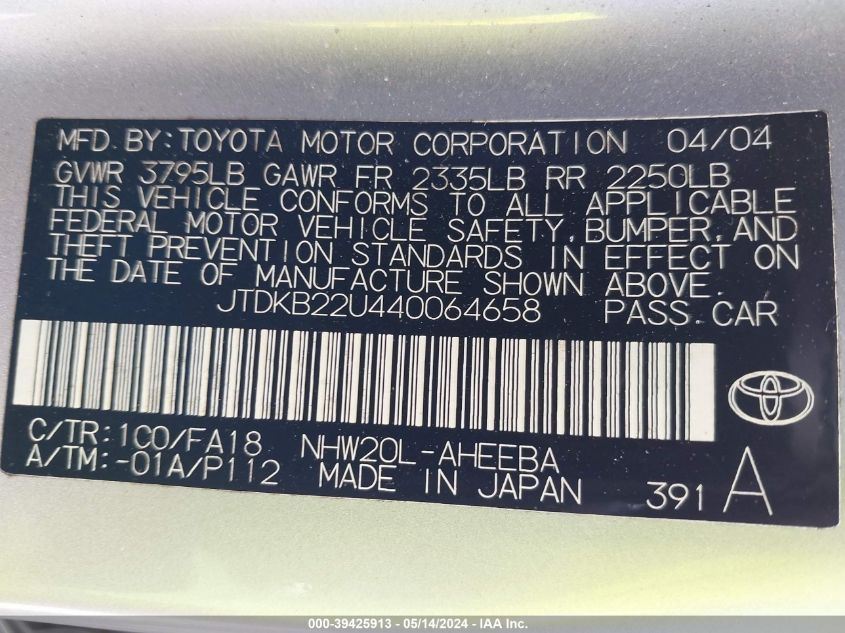 MFD. BY: TOYOTA MOTOR CORPORATION 04/04
GVWR 3795LB GAWR FR 2335LB RR 2250LB
THIS VEHICLE CONFORMS TO ALL APPLICABLE
FEDERAL MOTOR VEHICLE SAFETY, BUMPER, AND
THEFT PREVENTION STANDARDS IN EFFECT ON
THE DATE OF MANUFACTURE SHOWN ABOVE.
JTDKB22U440064658 PASS. CAR
C/TR: 1C0/FA18 NHW20L-AHEEBA
A/TM: -01A/P112 MADE IN JAPAN 391 A
000-39425913 - 05/14/2024 - IAA Inc.